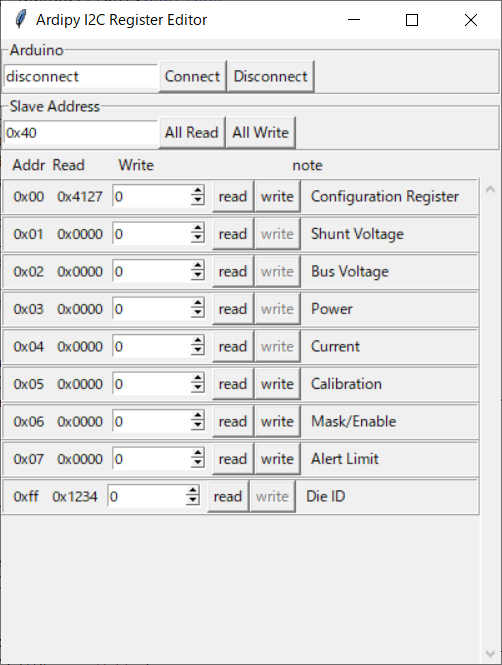 Ardipy I2C Register Editor
Arduino
disconnect Connect Disconnect
Slave Address
0x40 All Read All Write
Addr Read Write note
0x00 0x4127 0 read write Configuration Register
0x01 0x0000 0 read write Shunt Voltage
0x02 0x0000 0 read write Bus Voltage
0x03 0x0000 0 read write Power
0x04 0x0000 0 read write Current
0x05 0x0000 0 read write Calibration
0x06 0x0000 0 read write Mask/Enable
0x07 0x0000 0 read write Alert Limit
0xff 0x1234 0 read write Die ID